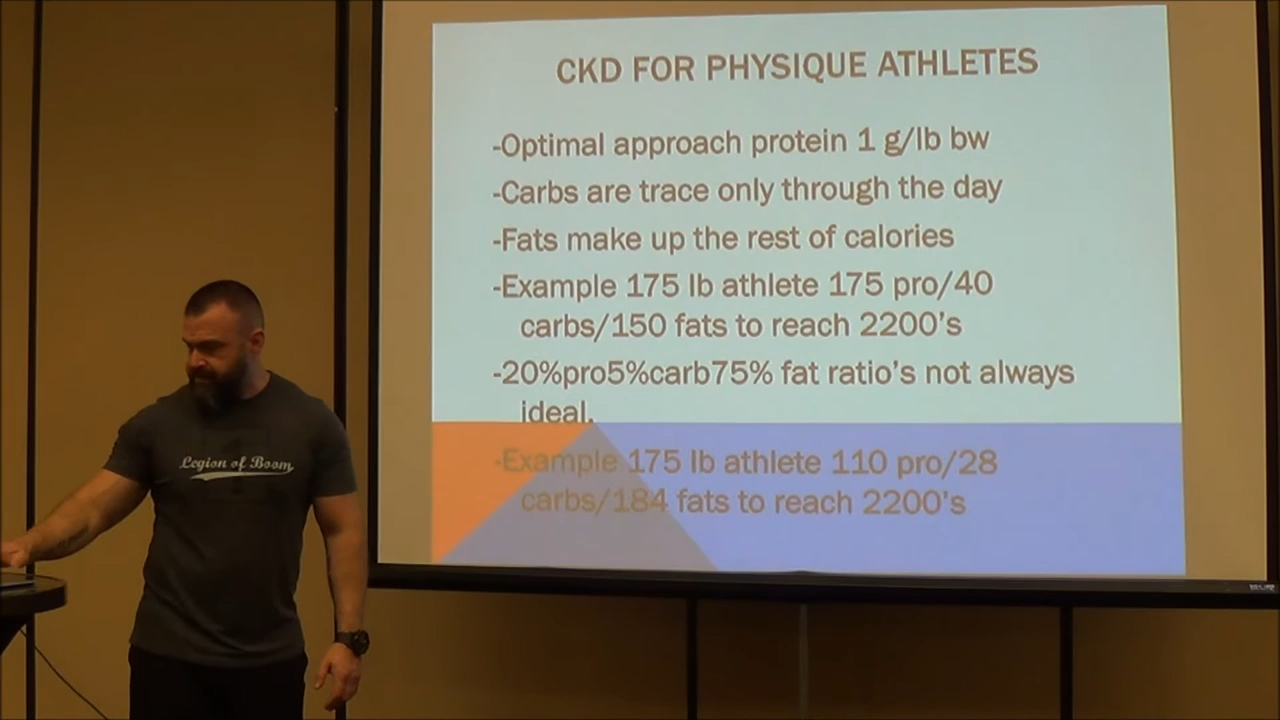 CKD FOR PHYSIQUE ATHLETES
-Optimal approach protein 1 g/lb bw
-Carbs are trace only through the day
-Fats make up the rest of calories
-Example 175 lb athlete 175 pro/40
carbs/150 fats to reach 2200's
-20%pro5%carb75% fat ratio's not always
ideal.
-Example 175 lb athlete 110 pro/28
carbs/184 fats to reach 2200's
Legion of Boom